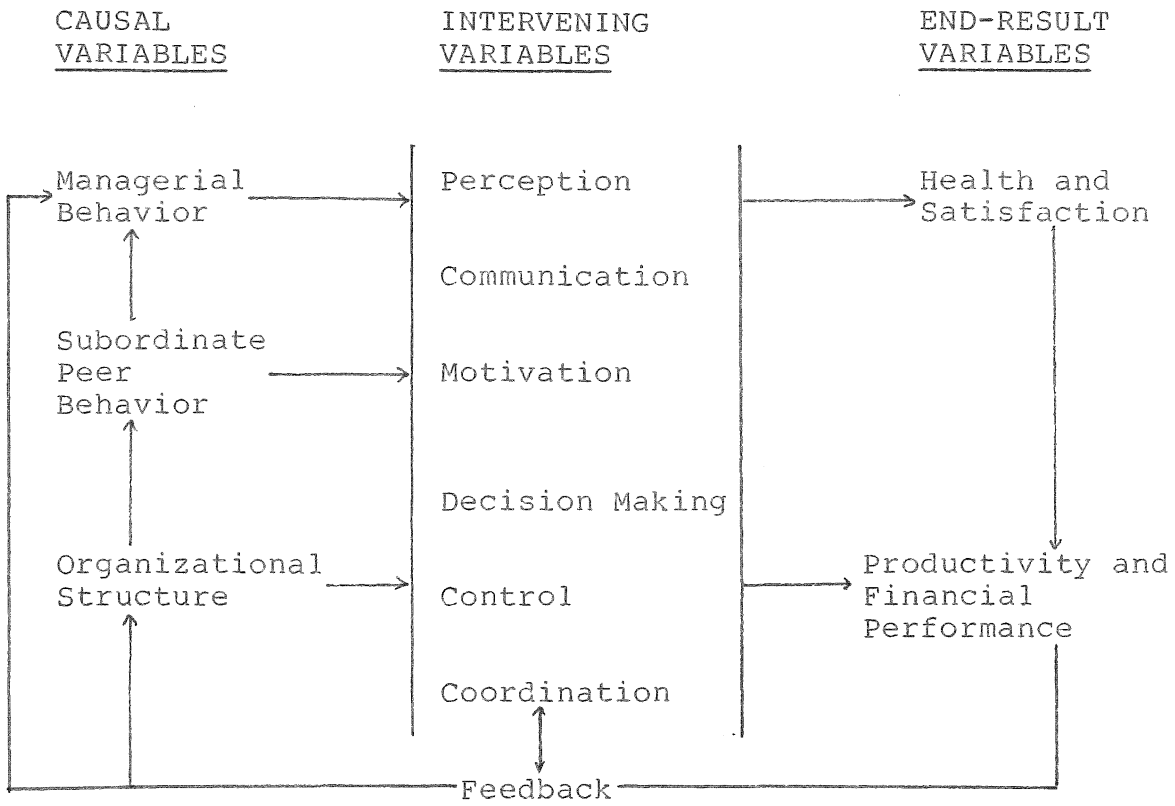 CAUSAL
VARIABLES
INTERVENING
VARIABLES
END-RESULT
VARIABLES
Managerial
Behavior
Subordinate
Peer
Behavior
Organizational
Structure
Perception
Communication
Motivation
Decision Making
Control
Coordination
Health and
Satisfaction
Productivity and
Financial
Performance
Feedback